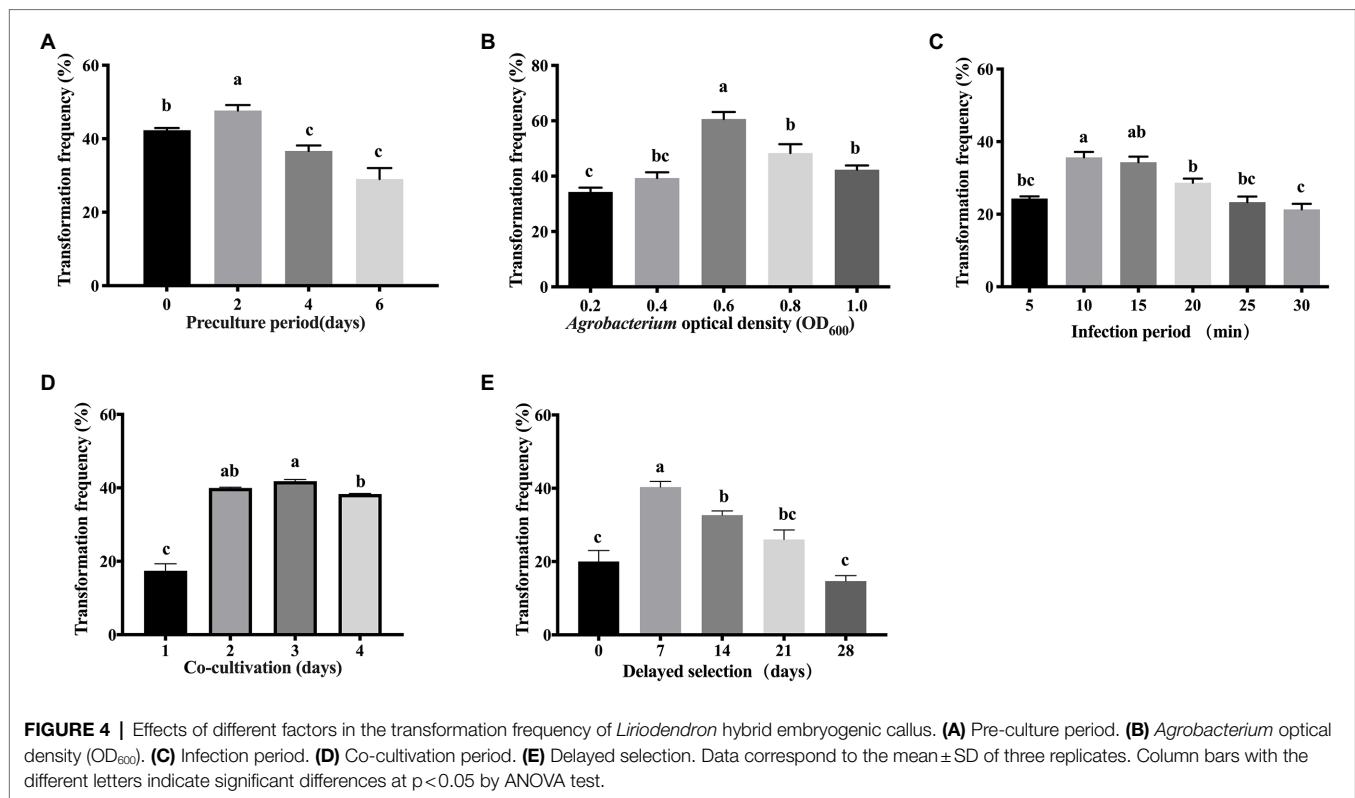 A
Transformation frequency (%)
60
40
20
0
b
a
c
c
0 2 4 6
Preculture period(days)
B
Transformation frequency (%)
80
60
40
20
0
c
bc
a
b
b
0.2 0.4 0.6 0.8 1.0
Agrobacterium optical density (OD600)
C
Transformation frequency (%)
60
40
20
0
bc
a
ab
b
bc
c
5 10 15 20 25 30
Infection period （min）
D
Transformation frequency (%)
60
40
20
0
c
ab
a
b
1 2 3 4
Co-cultivation (days)
E
Transformation frequency (%)
60
40
20
0
c
a
b
bc
c
0 7 14 21 28
Delayed selection（days）
FIGURE 4 | Effects of different factors in the transformation frequency of Liriodendron hybrid embryogenic callus. (A) Pre-culture period. (B) Agrobacterium optical
density (OD600). (C) Infection period. (D) Co-cultivation period. (E) Delayed selection. Data correspond to the mean ± SD of three replicates. Column bars with the
different letters indicate significant differences at p < 0.05 by ANOVA test.